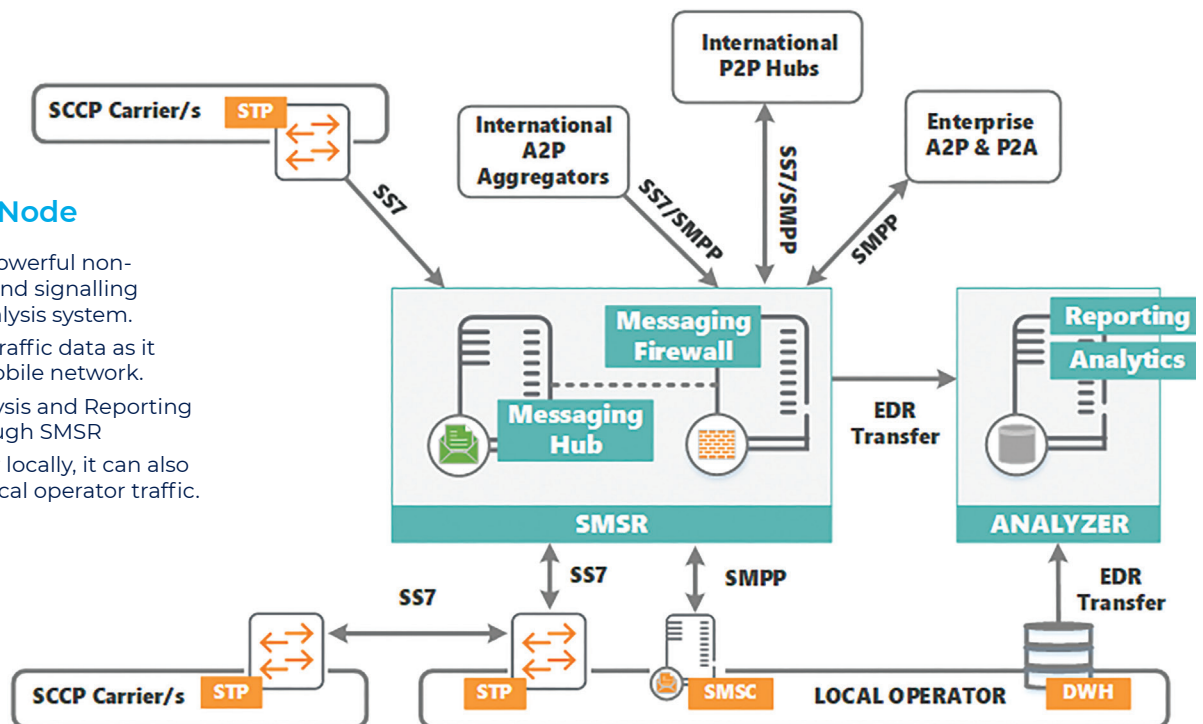 International
P2P Hubs
SCCP Carrier/s
STP
International
A2P
Aggregators
Enterprise
A2P & P2A
SS7
SS7/SMPP
SS7/SMPP
SMPP
Node
owerful non-
nd signalling
alysis system.
raffic data as it
obile network.
ysis and Reporting
ugh SMSR
locally, it can also
cal operator traffic.
Messaging
Firewall
Messaging
Hub
SMSR
EDR
Transfer
Reporting
Analytics
ANALYZER
SS7
SMPP
EDR
Transfer
SS7
SCCP Carrier/s
STP
STP
SMSC
LOCAL OPERATOR
DWH